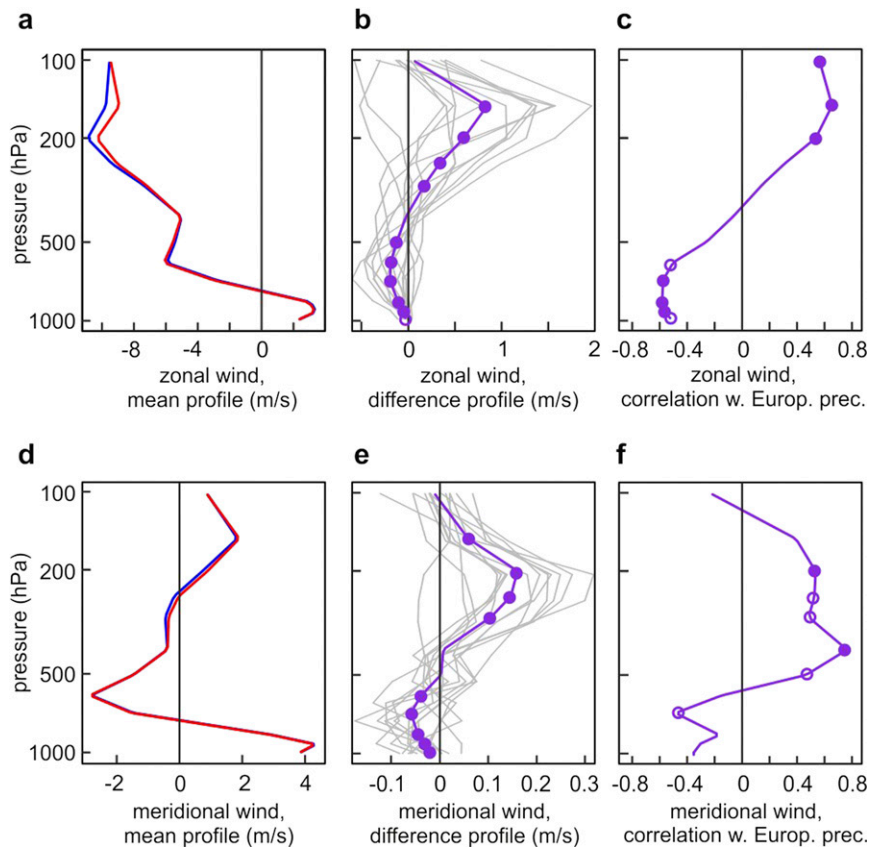 a
b
c
100
200
500
1000
pressure (hPa)
-8 -4 0
zonal wind,
mean profile (m/s)
0 1 2
zonal wind,
difference profile (m/s)
-0.8 -0.4 0 0.4 0.8
zonal wind,
correlation w. Europ. prec.
d
e
f
100
200
500
1000
pressure (hPa)
-2 0 2 4
meridional wind,
mean profile (m/s)
-0.1 0 0.1 0.2 0.3
meridional wind,
difference profile (m/s)
-0.8 -0.4 0 0.4 0.8
meridional wind,
correlation w. Europ. prec.